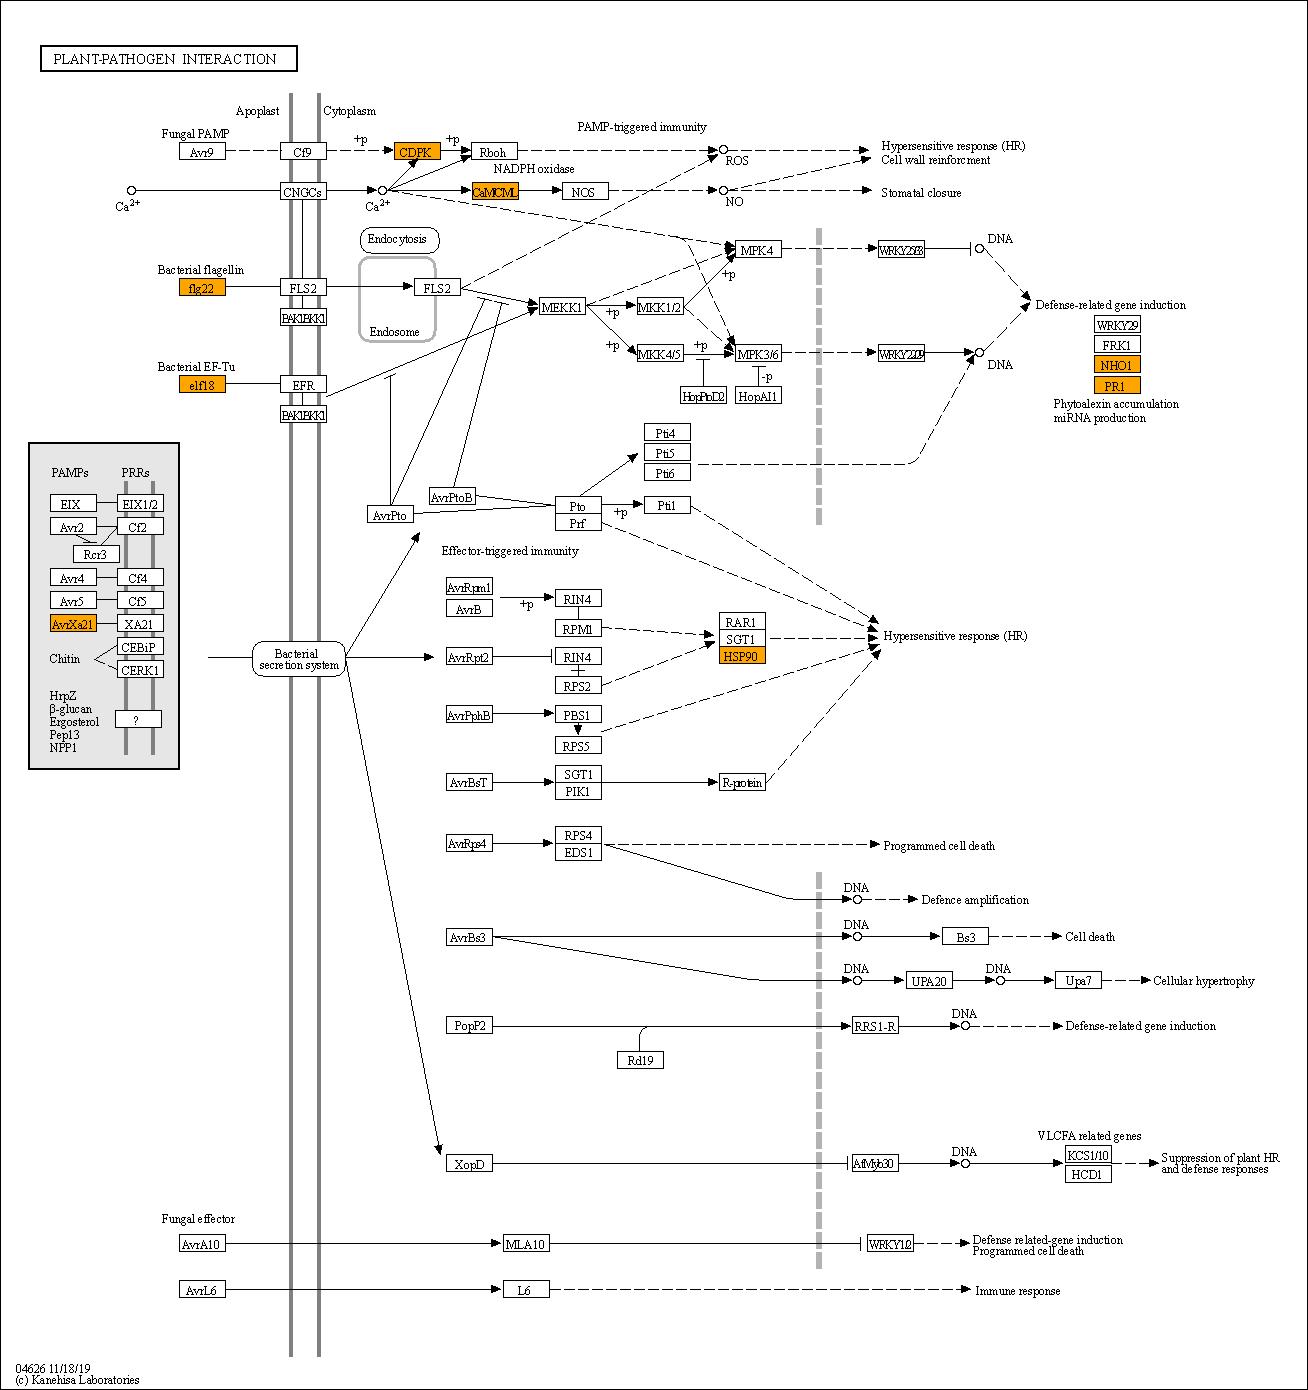 PLANT-PATHOGEN INTERACTION
Apoplast
Cytoplasm
Fungal PAMP
+p
+p
PAMP-triggered immunity
Avr9
Cf9
CDPK
Rboh
ROS
Hypersensitive response (HR)
Cell wall reinforcment
NADPH oxidase
Ca2+
CNGCs
Ca2+
CaMCML
NOS
NO
Stomatal closure
Endocytosis
MPK4
WRKY25/33
DNA
Bacterial flagellin
+p
flg22
FLS2
FLS2
BAK1BKK1
Endosome
MEKK1
+p
MKK1/2
Defense-related gene induction
WRKY29
FRK1
NHO1
PR1
Phytoalexin accumulation
miRNA production
+p
MKK4/5
+p
MPK3/6
WRKY22/29
DNA
-p
Bacterial EF-Tu
elf18
EFR
BAK1BKK1
HopPtoD2
HopAI1
Pti4
Pti5
Pti6
PAMPs
PRRs
EIX
EIX1/2
Avr2
Cf2
Rcr3
Avr4
Cf4
Avr5
Cf5
AvrXa21
XA21
Chitin
CEBiP
CERK1
HrpZ
β-glucan
Ergosterol
Pep13
NPP1
?
AvrPto
AvrPtoB
Pto
Prf
+p
Pti1
Effector-triggered immunity
AvrRpm1
AvrB
+p
RIN4
RPM1
RAR1
SGT1
HSP90
Hypersensitive response (HR)
Bacterial
secretion system
AvrRpt2
RIN4
RPS2
AvrPphB
PBS1
RPS5
AvrBsT
SGT1
PIK1
R-protein
AvrRps4
RPS4
EDS1
Programmed cell death
DNA
Defence amplification
AvrBs3
DNA
Bs3
Cell death
DNA
UPA20
DNA
Upa7
Cellular hypertrophy
PopP2
Rd19
RRS1-R
DNA
Defense-related gene induction
XopD
AtMyb30
DNA
VLCFA related genes
KCS1/10
HCD1
Suppression of plant HR
and defense responses
Fungal effector
AvrA10
MLA10
WRKY1/2
Defense related-gene induction
Programmed cell death
AvrL6
L6
Immune response
04626 11/18/19
(c) Kanehisa Laboratories